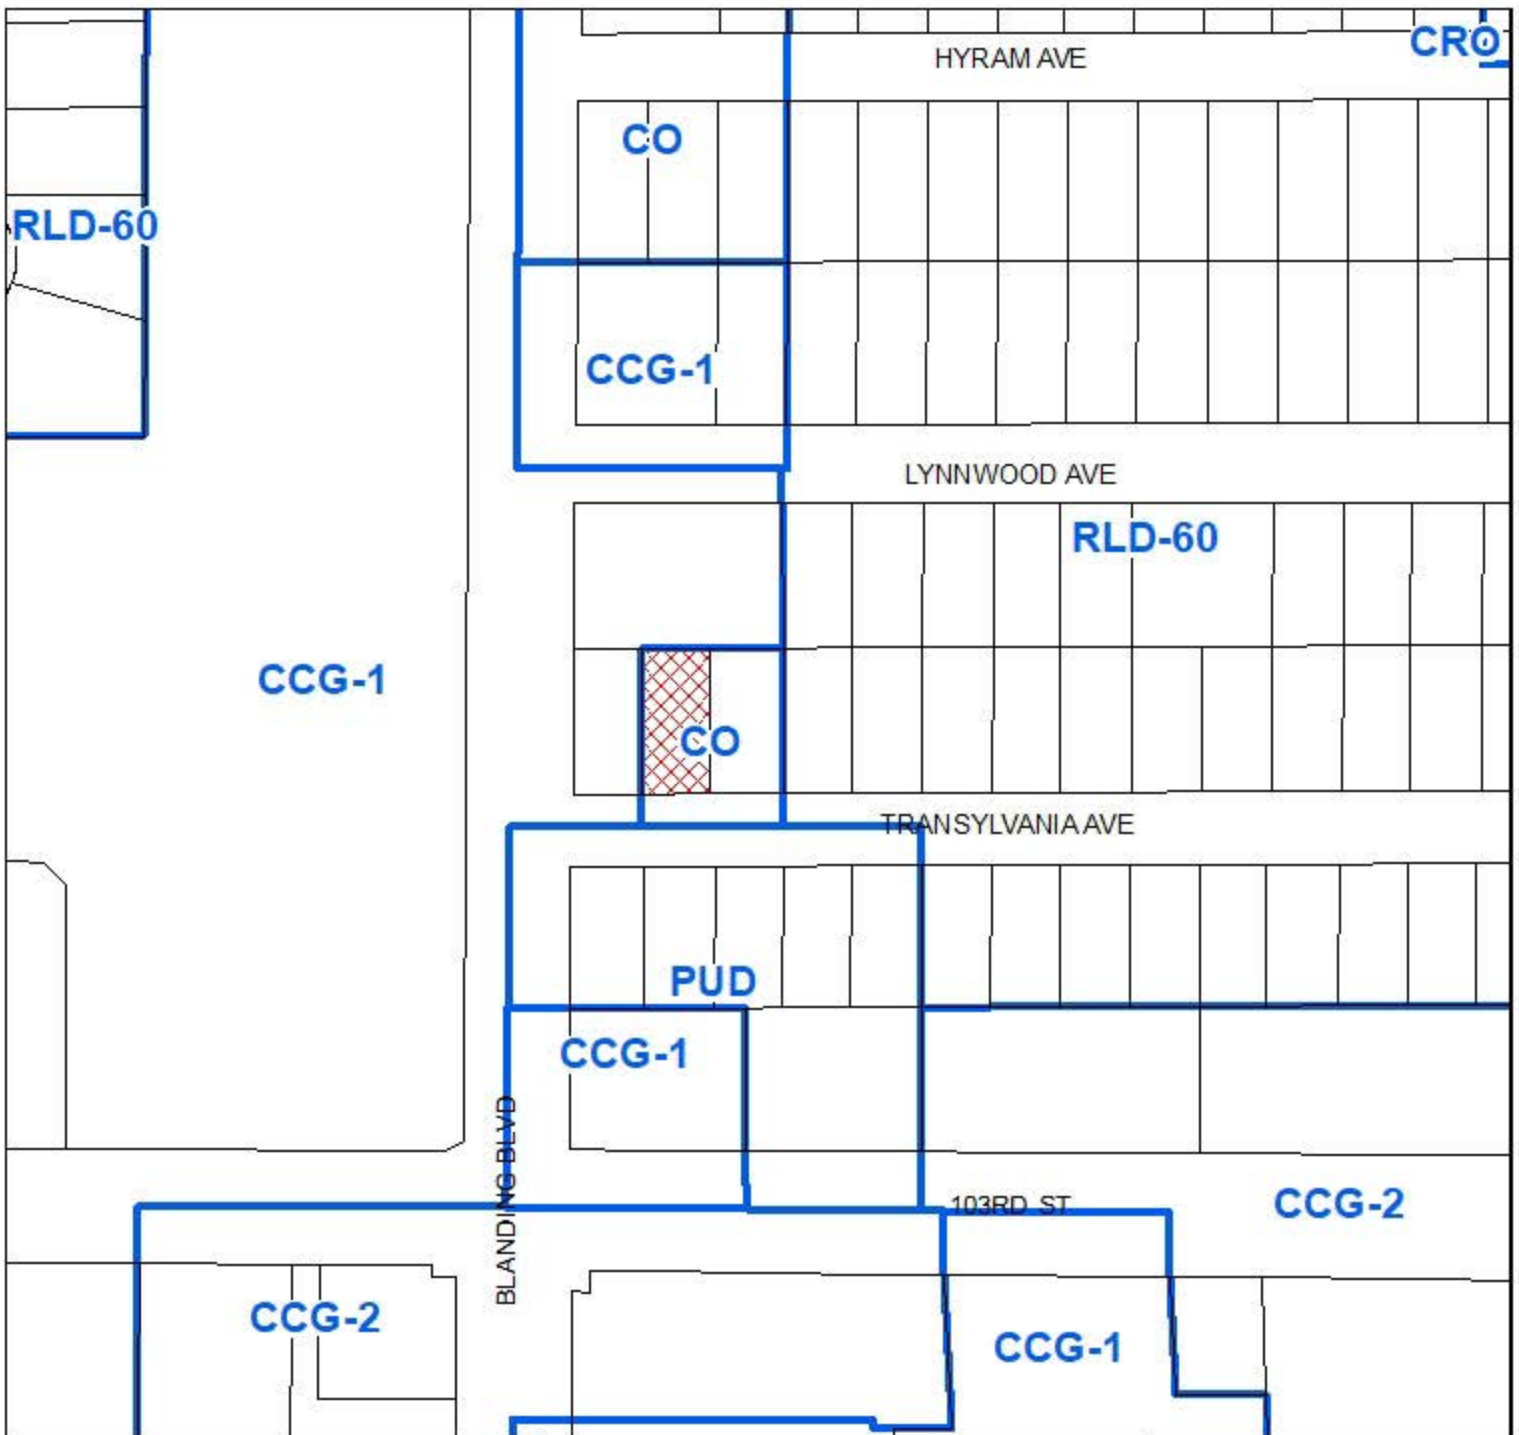 CRO
HYRAM AVE
CO
RLD-60
CCG-1
LYNNWOOD AVE
RLD-60
CCG-1
CO
TRANSYLVANIA AVE
PUD
CCG-1
BLANDING BLVD
103RD ST
CCG-2
CCG-2
CCG-1